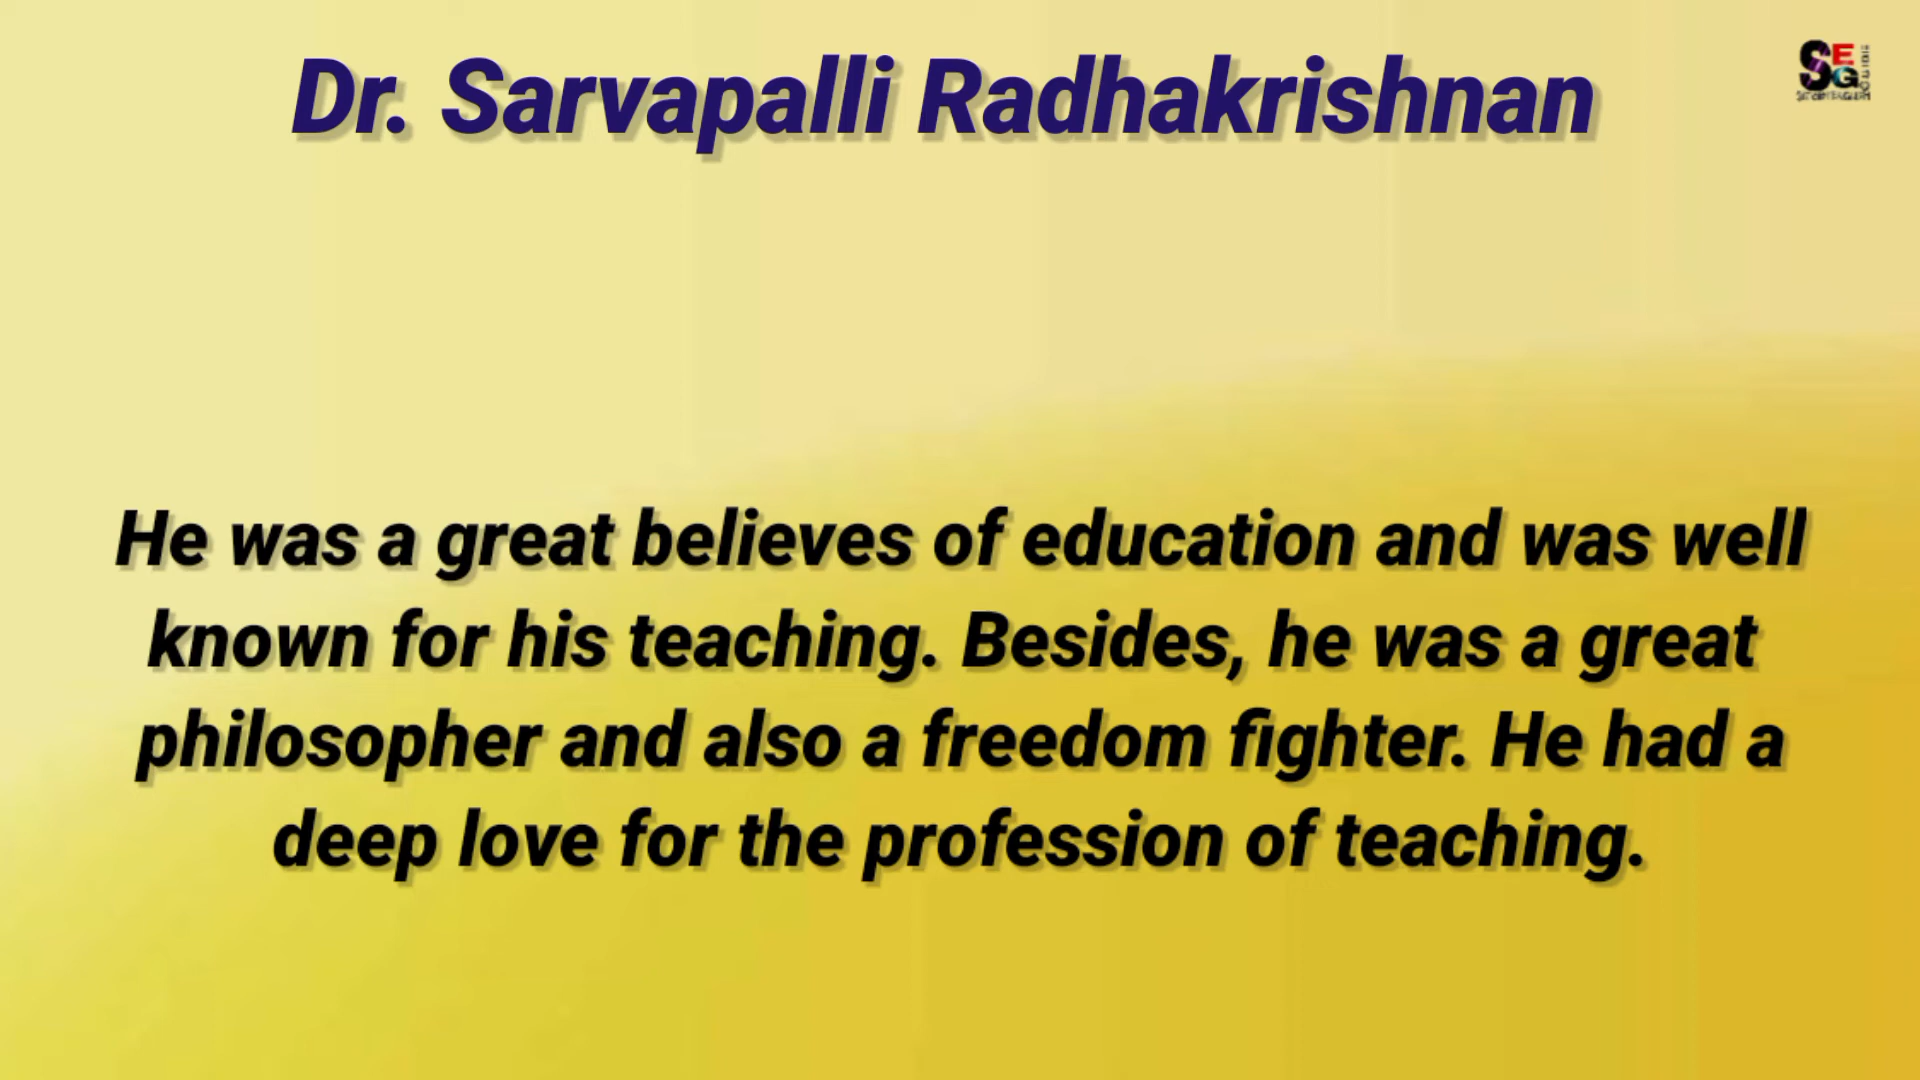 Dr. Sarvapalli Radhakrishnan
He was a great believes of education and was well
known for his teaching. Besides, he was a great
philosopher and also a freedom fighter. He had a
deep love for the profession of teaching.
SEG